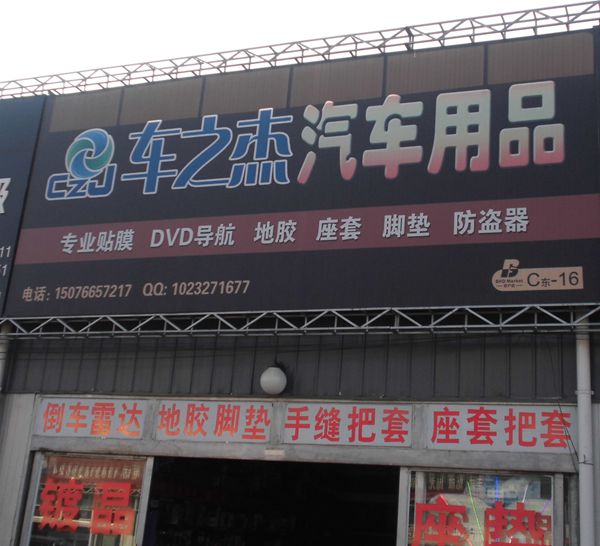 CZJ 车之杰汽车用品
专业贴膜 DVD导航 地胶 座套 脚垫 防盗器
电话: 15076657217 QQ: 1023271677
C东-16
倒车雷达 地胶脚垫 手缝把套 座套把套
镀晶 座垫